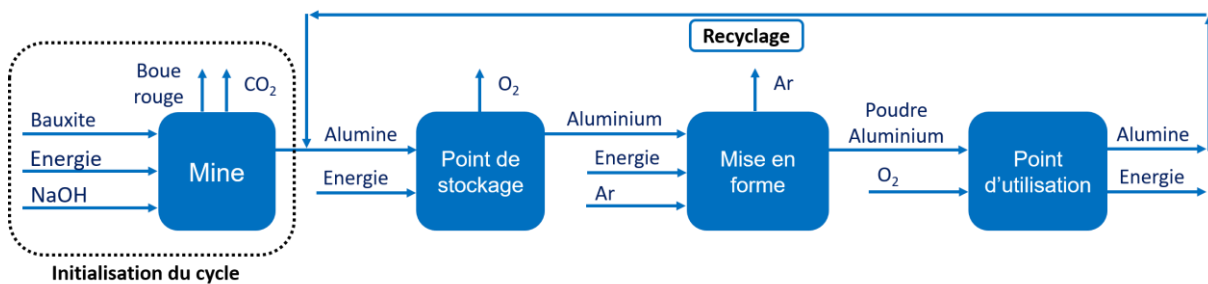 Recyclage
Boue
rouge
CO₂
Bauxite
Energie
NaOH
Mine
Initialisation du cycle
Alumine
Energie
O₂
Point de
stockage
Aluminium
Energie
Ar
Ar
Mise en
forme
Poudre
Aluminium
O₂
Point
d'utilisation
Alumine
Energie